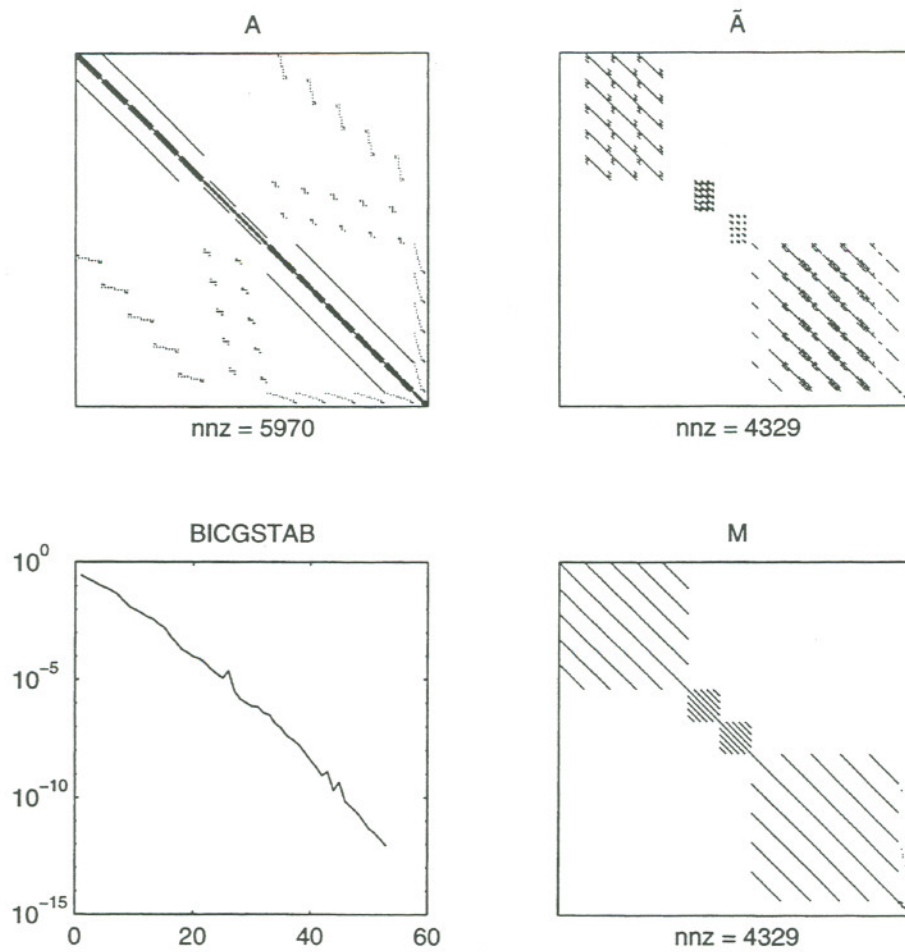 A
Ã
nnz = 5970
nnz = 4329
BICGSTAB
M
10^0
10^-5
10^-10
10^-15
0
20
40
60
nnz = 4329